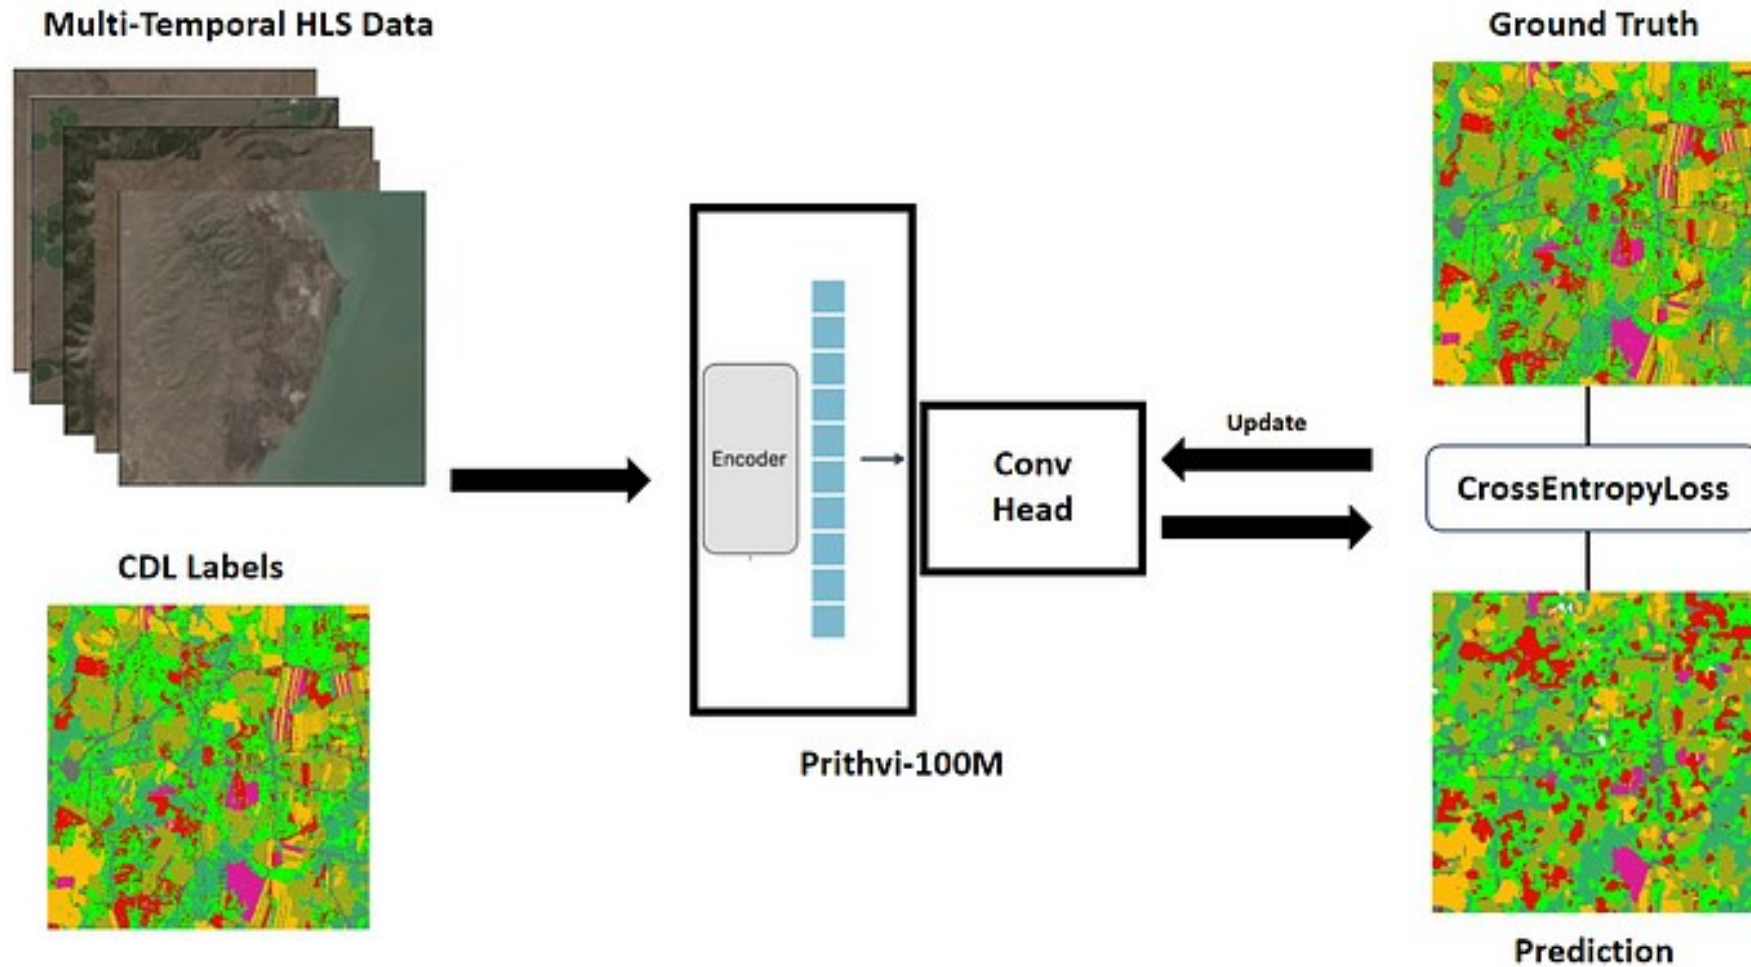 Multi-Temporal HLS Data
CDL Labels
Encoder
Prithvi-100M
Conv
Head
Update
Ground Truth
CrossEntropyLoss
Prediction